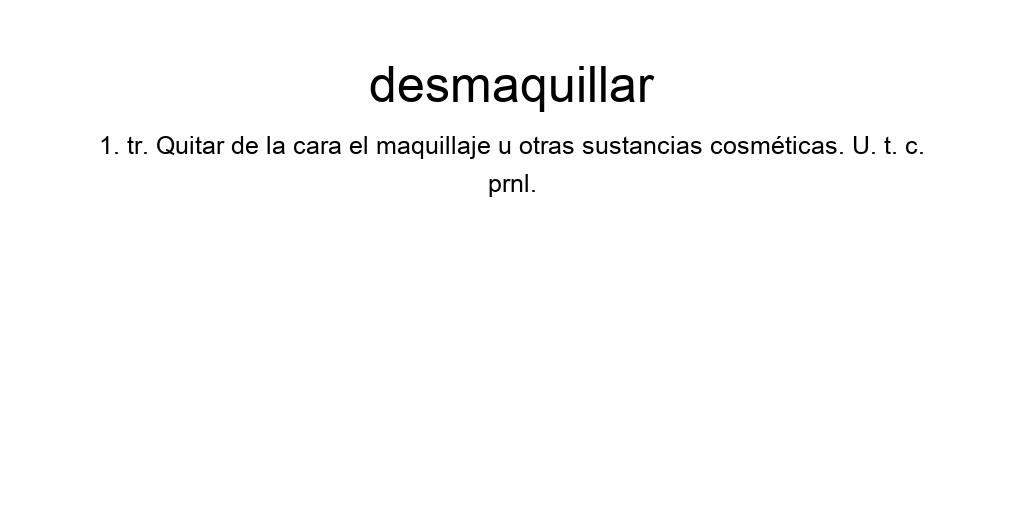 desmaquillar
1. tr. Quitar de la cara el maquillaje u otras sustancias cosméticas. U. t. c.
prnl.